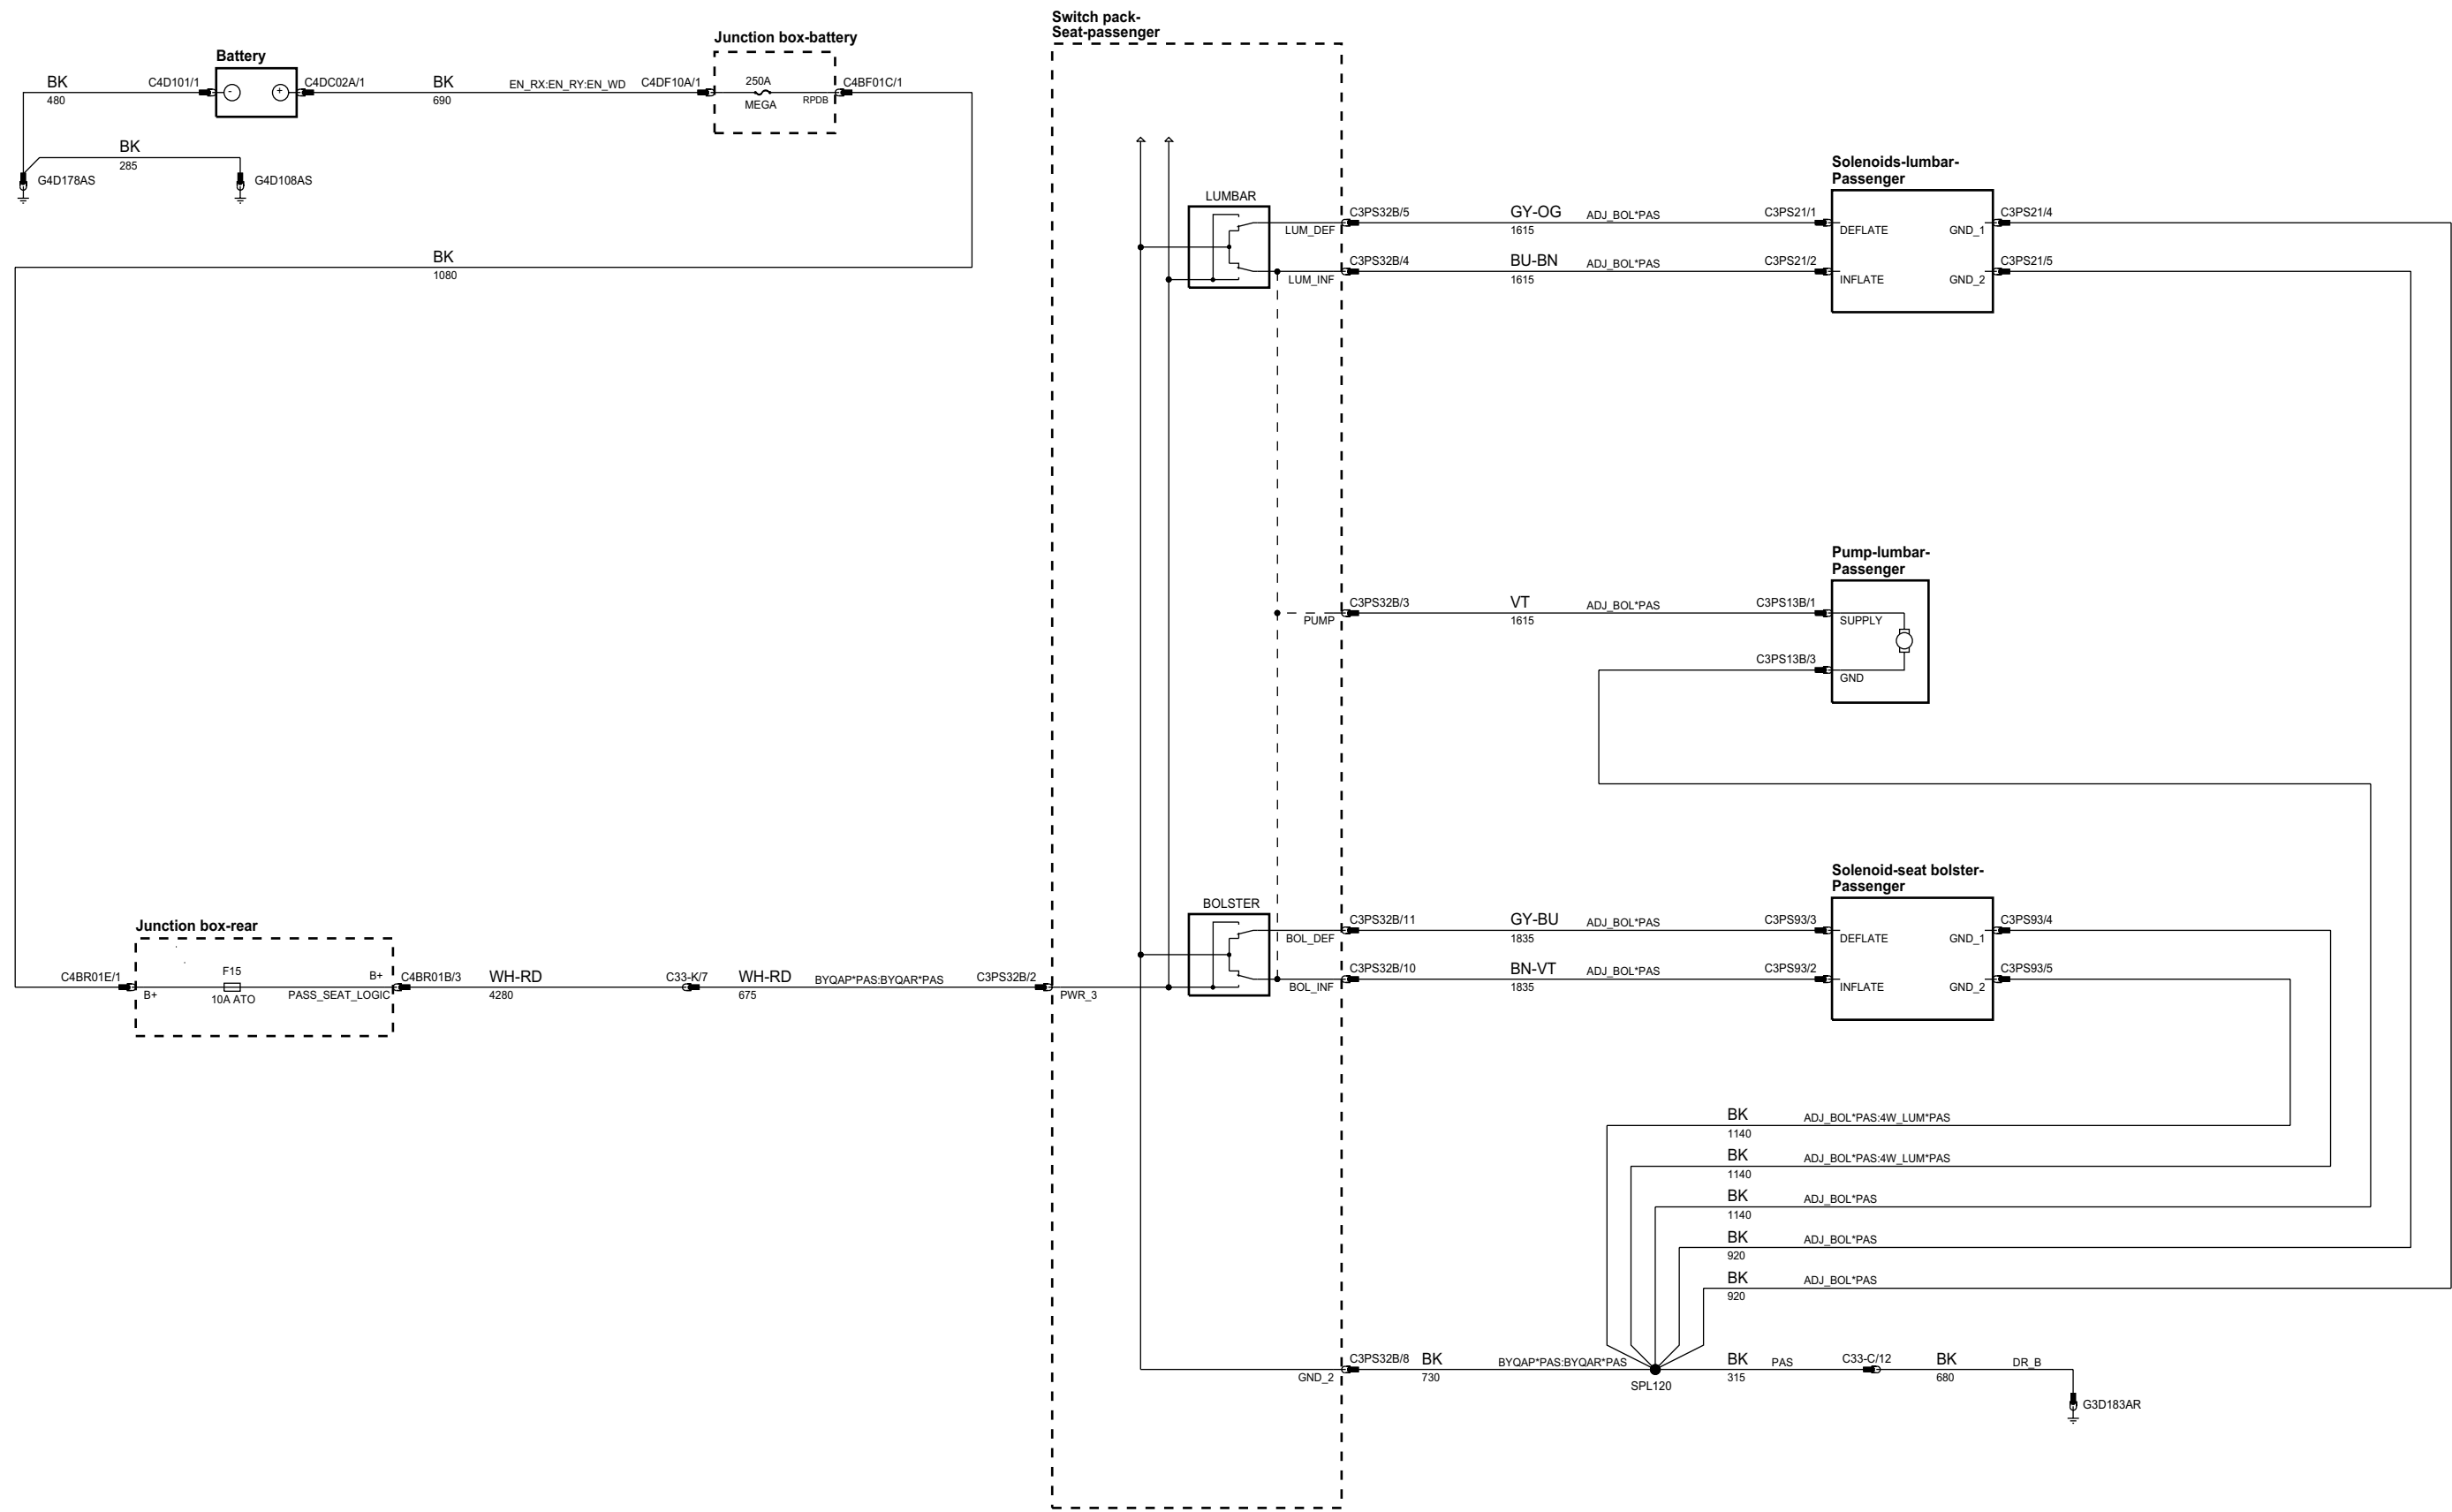 Switch pack-
Seat-passenger
Junction box-battery
Battery
BK
480
C4D101/1
-
+
C4DC02A/1
BK
690
EN_RX:EN_RY:EN_WD
C4DF10A/1
250A
MEGA
RPDB
C4BF01C/1
BK
285
G4D178AS
G4D108AS
BK
1080
LUMBAR
LUM_DEF
LUM_INF
C3PS32B/5
GY-OG
1615
ADJ_BOL*PAS
C3PS21/1
C3PS32B/4
BU-BN
1615
ADJ_BOL*PAS
C3PS21/2
Solenoids-lumbar-
Passenger
DEFLATE
GND_1
INFLATE
GND_2
C3PS21/4
C3PS21/5
PUMP
C3PS32B/3
VT
1615
ADJ_BOL*PAS
C3PS13B/1
C3PS13B/3
Pump-lumbar-
Passenger
SUPPLY
GND
Junction box-rear
C4BR01E/1
B+
F15
10A ATO
B+
PASS_SEAT_LOGIC
C4BR01B/3
WH-RD
4280
C33-K/7
WH-RD
675
BYQAP*PAS:BYQAR*PAS
C3PS32B/2
PWR_3
BOLSTER
BOL_DEF
BOL_INF
C3PS32B/11
GY-BU
1835
ADJ_BOL*PAS
C3PS93/3
C3PS32B/10
BN-VT
1835
ADJ_BOL*PAS
C3PS93/2
Solenoid-seat bolster-
Passenger
DEFLATE
GND_1
INFLATE
GND_2
C3PS93/4
C3PS93/5
BK
1140
ADJ_BOL*PAS:4W_LUM*PAS
BK
1140
ADJ_BOL*PAS:4W_LUM*PAS
BK
1140
ADJ_BOL*PAS
BK
920
ADJ_BOL*PAS
BK
920
ADJ_BOL*PAS
GND_2
C3PS32B/8
BK
730
BYQAP*PAS:BYQAR*PAS
SPL120
BK
315
PAS
C33-C/12
BK
680
DR_B
G3D183AR